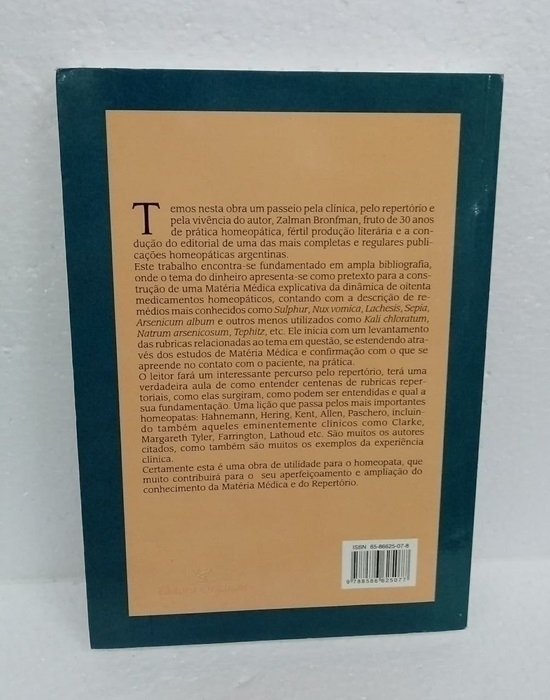 Temos nesta obra um passeio pela clínica, pelo repertório e
pela vivência do autor, Zalman Bronfman, fruto de 30 anos
de prática homeopática, fértil produção literária e a con-
dução do editorial de uma das mais completas e regulares publi-
cações homeopáticas argentinas.
Este trabalho encontra-se fundamentado em ampla bibliografia,
onde o tema do dinheiro apresenta-se como pretexto para a cons-
trução de uma Matéria Médica explicativa da dinâmica de oitenta
medicamentos homeopáticos, contando com a descrição de re-
médios mais conhecidos como Sulphur, Nux vomica, Lachesis, Sepia,
Arsenicum album e outros menos utilizados como Kali chloratum,
Natrum arsenicosum, Tephitz, etc. Ele inicia com um levantamento
das rubricas relacionadas ao tema em questão, se estendendo atra-
vés dos estudos de Matéria Médica e confirmação com o que se
apreende no contato com o paciente, na prática.
O leitor fará um interessante percurso pelo repertório, terá uma
verdadeira aula de como entender centenas de rubricas reper-
toriais, como elas surgiram, como podem ser entendidas e qual a
sua fundamentação. Uma lição que passa pelos mais importantes
homeopatas: Hahnemann, Hering, Kent, Allen, Paschero, incluin-
do também aqueles eminentemente clínicos como Clarke,
Margareth Tyler, Farrington, Lathoud etc. São muitos os autores
citados, como também são muitos os exemplos da experiência
clínica.
Certamente esta é uma obra de utilidade para o homeopata, que
muito contribuirá para o seu aperfeiçoamento e ampliação do
conhecimento da Matéria Médica e do Repertório.
ISBN 85-86625-07-8
9 788586 625077